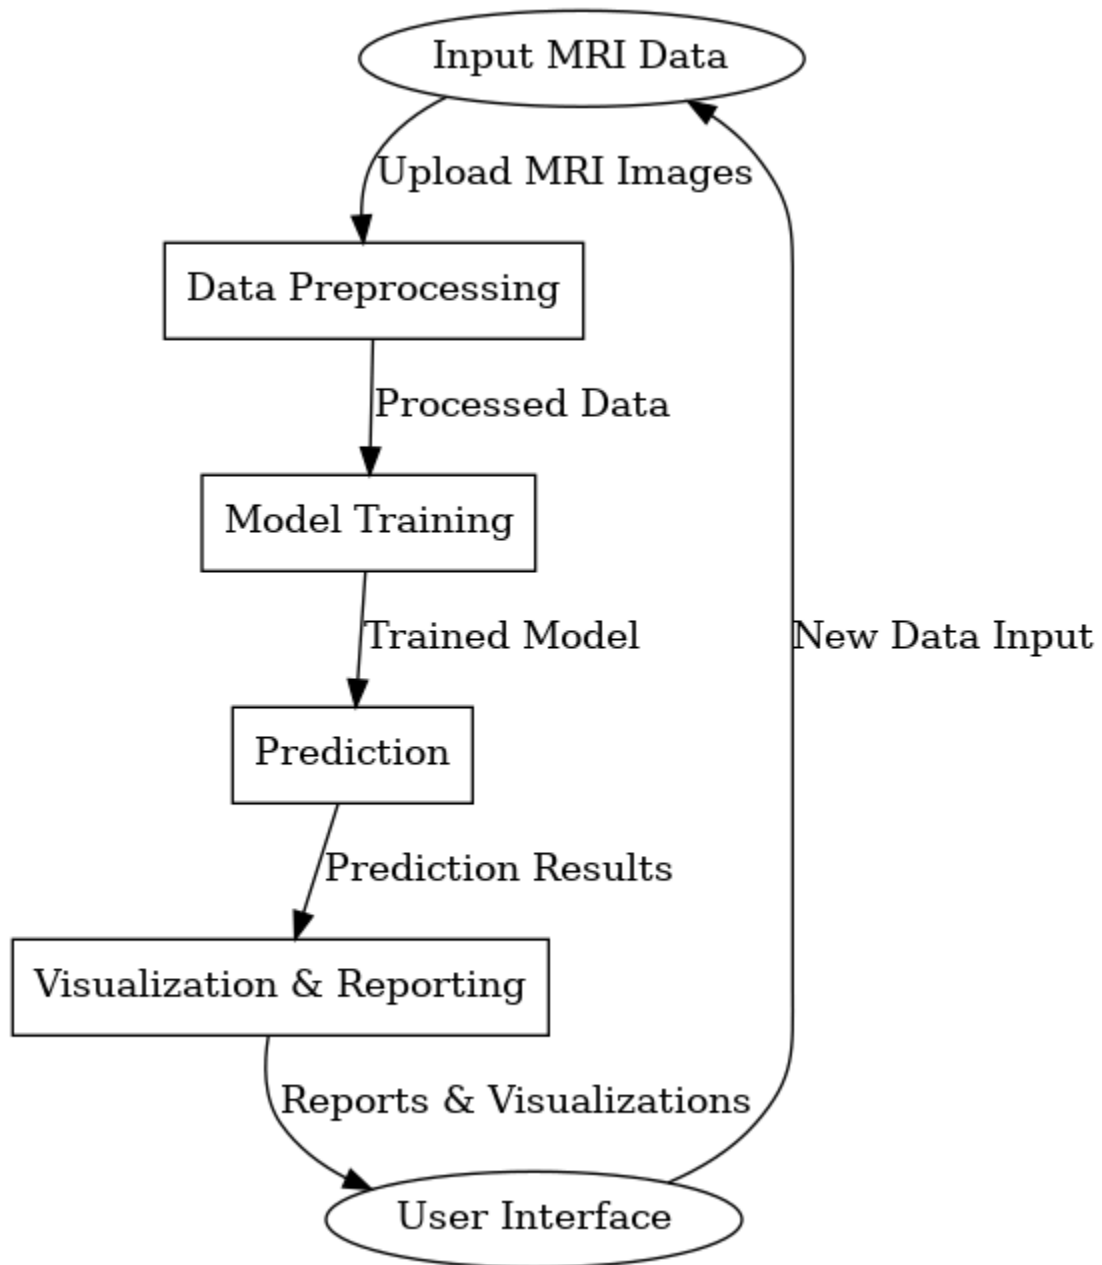 Input MRI Data
Upload MRI Images
Data Preprocessing
Processed Data
Model Training
Trained Model
New Data Input
Prediction
Prediction Results
Visualization & Reporting
Reports & Visualizations
User Interface